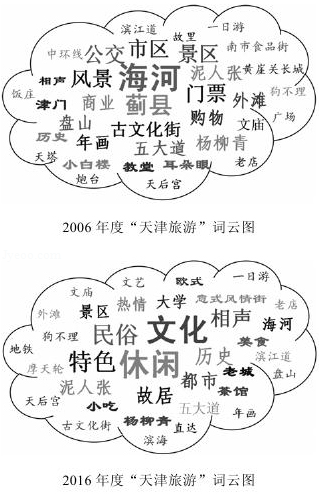 滨江道 一日游
故里
中环线 公交 市区 景区 南市食品街
相声 风景 海河 泥人张 黄崖关长城
饭庄 津门 商业 蓟县 门票 外滩 狗不理
盘山 购物 文庙 广场
历史 年画 古文化街 杨柳青
天塔 五大道 老店
小白楼 教堂 耳朵眼
炮台 天后宫
2006 年度“天津旅游”词云图
文庙 文艺 欧式 一日游
外滩 景区 热情 大学 意式风情街 老店
狗不理 民俗 文化 相声 海河
地铁 特色 休闲 历史 美食
摩天轮 滨江道
泥人张 都市 老城 盘山
天后宫 小吃 故居 茶馆
古文化街 杨柳青 五大道 年画
滨海 直达
2016 年度“天津旅游”词云图